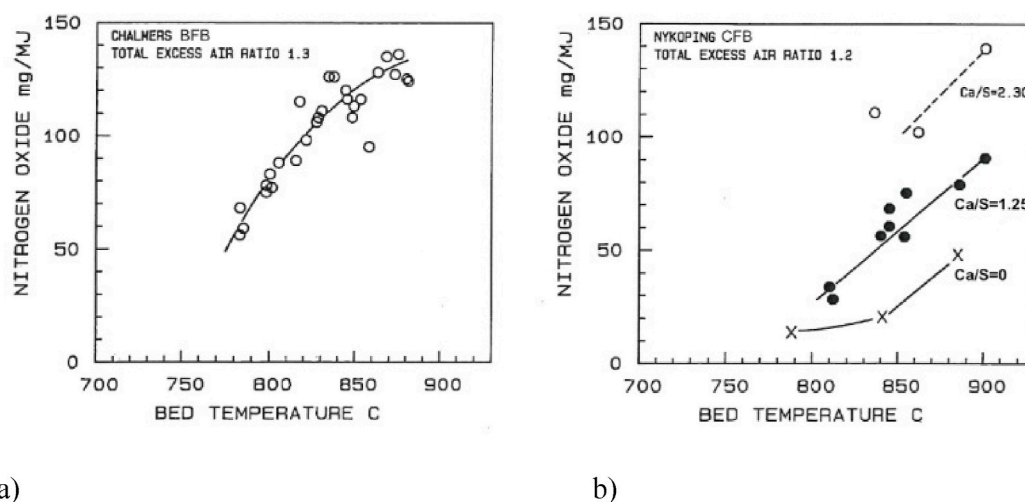 CHALMERS BFB
TOTAL EXCESS AIR RATIO 1.3
NITROGEN OXIDE mg/MJ
150
100
50
0
700
750
800
850
900
BED TEMPERATURE C
a)
NYKOPING CFB
TOTAL EXCESS AIR RATIO 1.2
Ca/S=2.30
Ca/S=1.25
Ca/S=0
NITROGEN OXIDE mg/MJ
150
100
50
0
700
750
800
850
900
BED TEMPERATURE C
b)